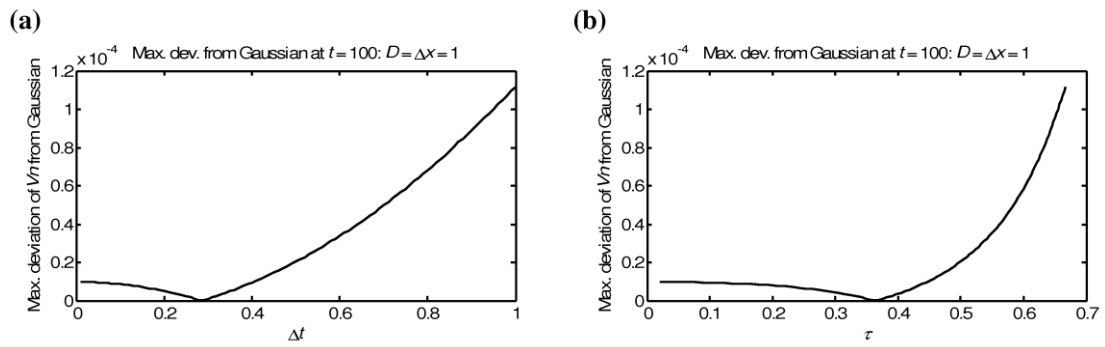 (a)
Max. dev. from Gaussian at t = 100: D = Δx = 1
×10⁻⁴
1.2
1
0.8
0.6
0.4
0.2
0
Max. deviation of Vn from Gaussian
0 0.2 0.4 0.6 0.8 1
Δt
(b)
Max. dev. from Gaussian at t = 100: D = Δx = 1
×10⁻⁴
1.2
1
0.8
0.6
0.4
0.2
0
Max. deviation of Vn from Gaussian
0 0.1 0.2 0.3 0.4 0.5 0.6 0.7
τ